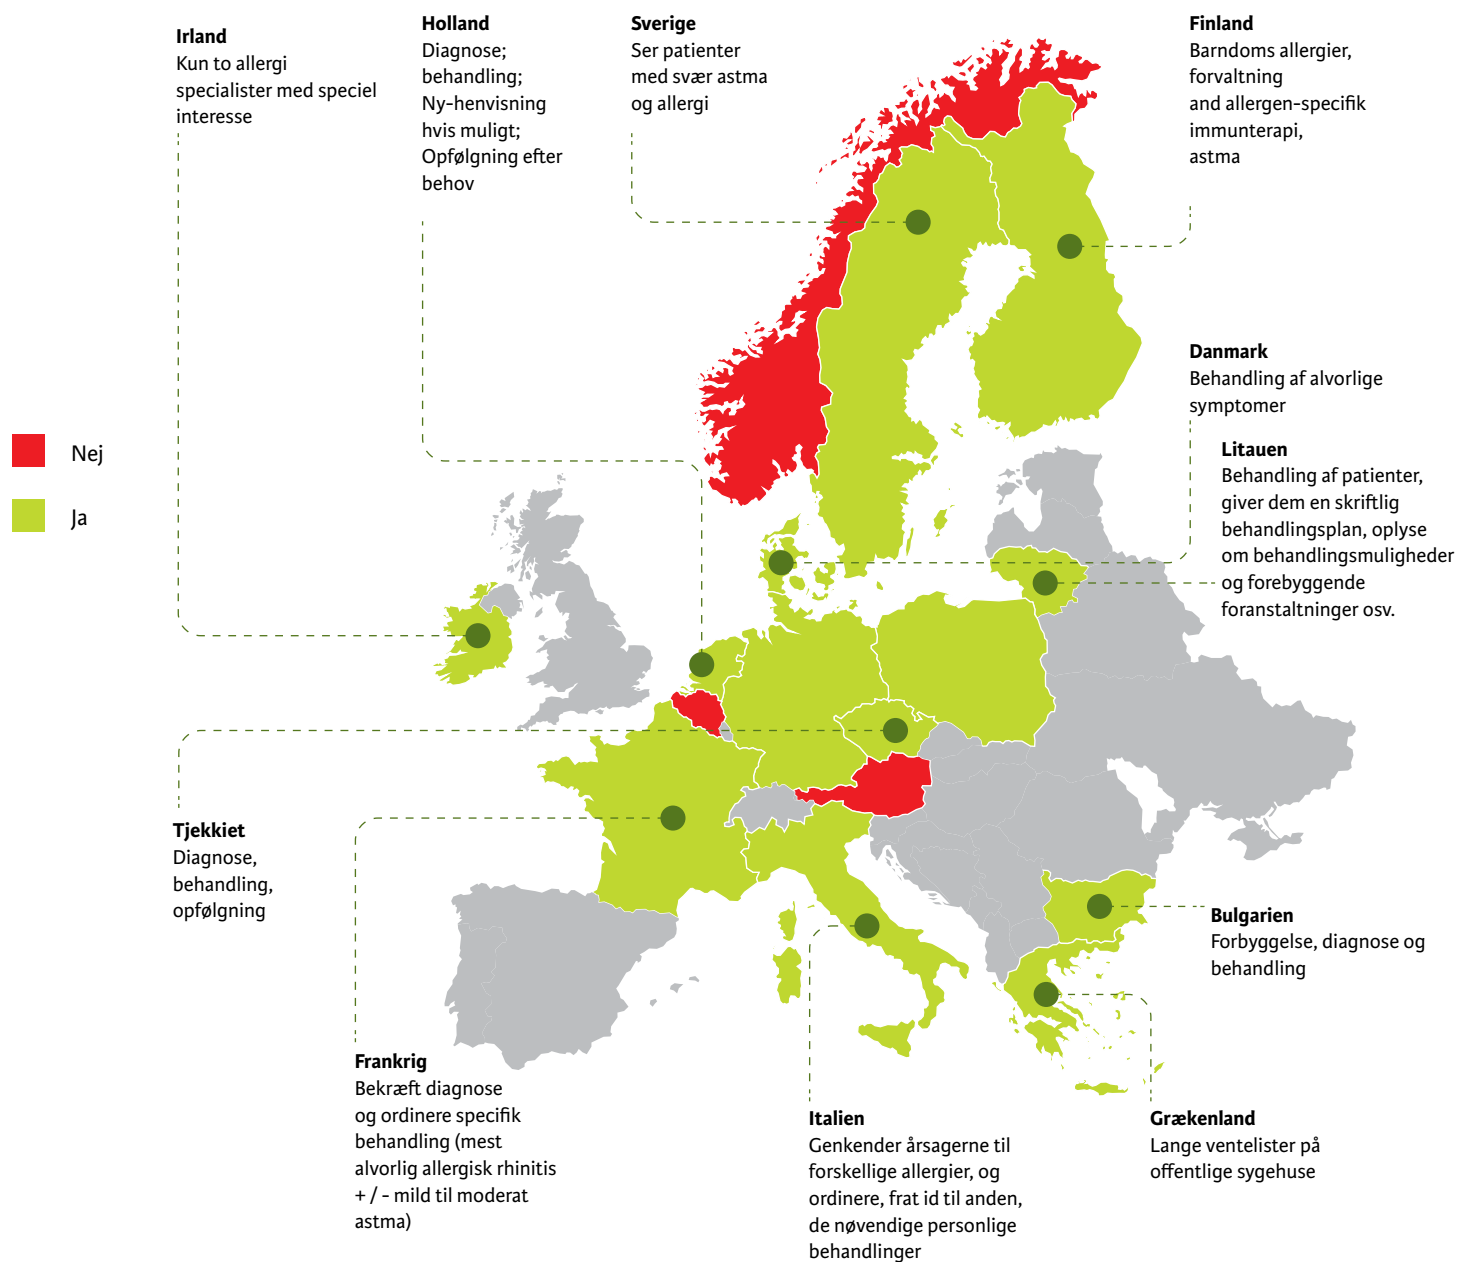 Irland
Kun to allergi
specialister med speciel
interesse
Holland
Diagnose;
behandling;
Ny-henvisning
hvis muligt;
Opfølgning efter
behov
Sverige
Ser patienter
med svær astma
og allergi
Finland
Barndoms allergier,
forvaltning
and allergen-specifik
immunterapi,
astma
Danmark
Behandling af alvorlige
symptomer
Litauen
Behandling af patienter,
giver dem en skriftlig
behandlingsplan, oplyse
om behandlingsmuligheder
og forebyggende
foranstaltninger osv.
Nej
Ja
Tjekkiet
Diagnose,
behandling,
opfølgning
Bulgarien
Forbyggelse, diagnose og
behandling
Frankrig
Bekræft diagnose
og ordinere specifik
behandling (mest
alvorlig allergisk rhinitis
+ / - mild til moderat
astma)
Italien
Genkender årsagerne til
forskellige allergier, og
ordinere, frat id til anden,
de nøvendige personlige
behandlinger
Grækenland
Lange ventelister på
offentlige sygehuse